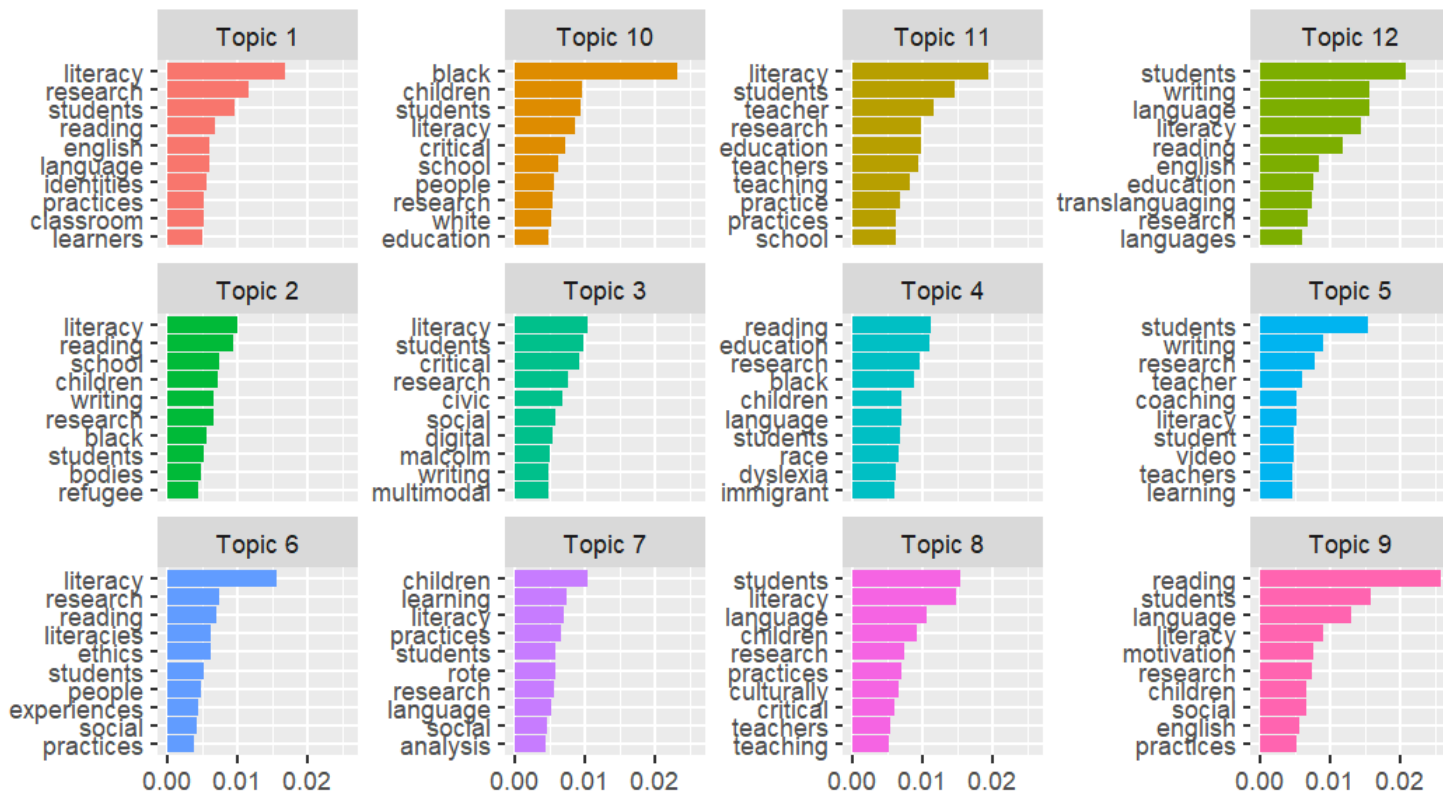 Topic 1
literacy
research
students
reading
english
language
identities
practices
classroom
learners
Topic 10
black
children
students
literacy
critical
school
people
research
white
education
Topic 11
literacy
students
teacher
research
education
teachers
teaching
practice
practices
school
Topic 12
students
writing
language
literacy
reading
english
education
translanguaging
research
languages
Topic 2
literacy
reading
school
children
writing
research
black
students
bodies
refugee
Topic 3
literacy
students
critical
research
civic
social
digital
malcolm
writing
multimodal
Topic 4
reading
education
research
black
children
language
students
race
dyslexia
immigrant
Topic 5
students
writing
research
teacher
coaching
literacy
student
video
teachers
learning
Topic 6
literacy
research
reading
literacies
ethics
students
people
experiences
social
practices
0.00 0.01 0.02
Topic 7
children
learning
literacy
practices
students
rote
research
language
social
analysis
0.00 0.01 0.02
Topic 8
students
literacy
language
children
research
practices
culturally
critical
teachers
teaching
0.00 0.01 0.02
Topic 9
reading
students
language
literacy
motivation
research
children
social
english
practices
0.00 0.01 0.02